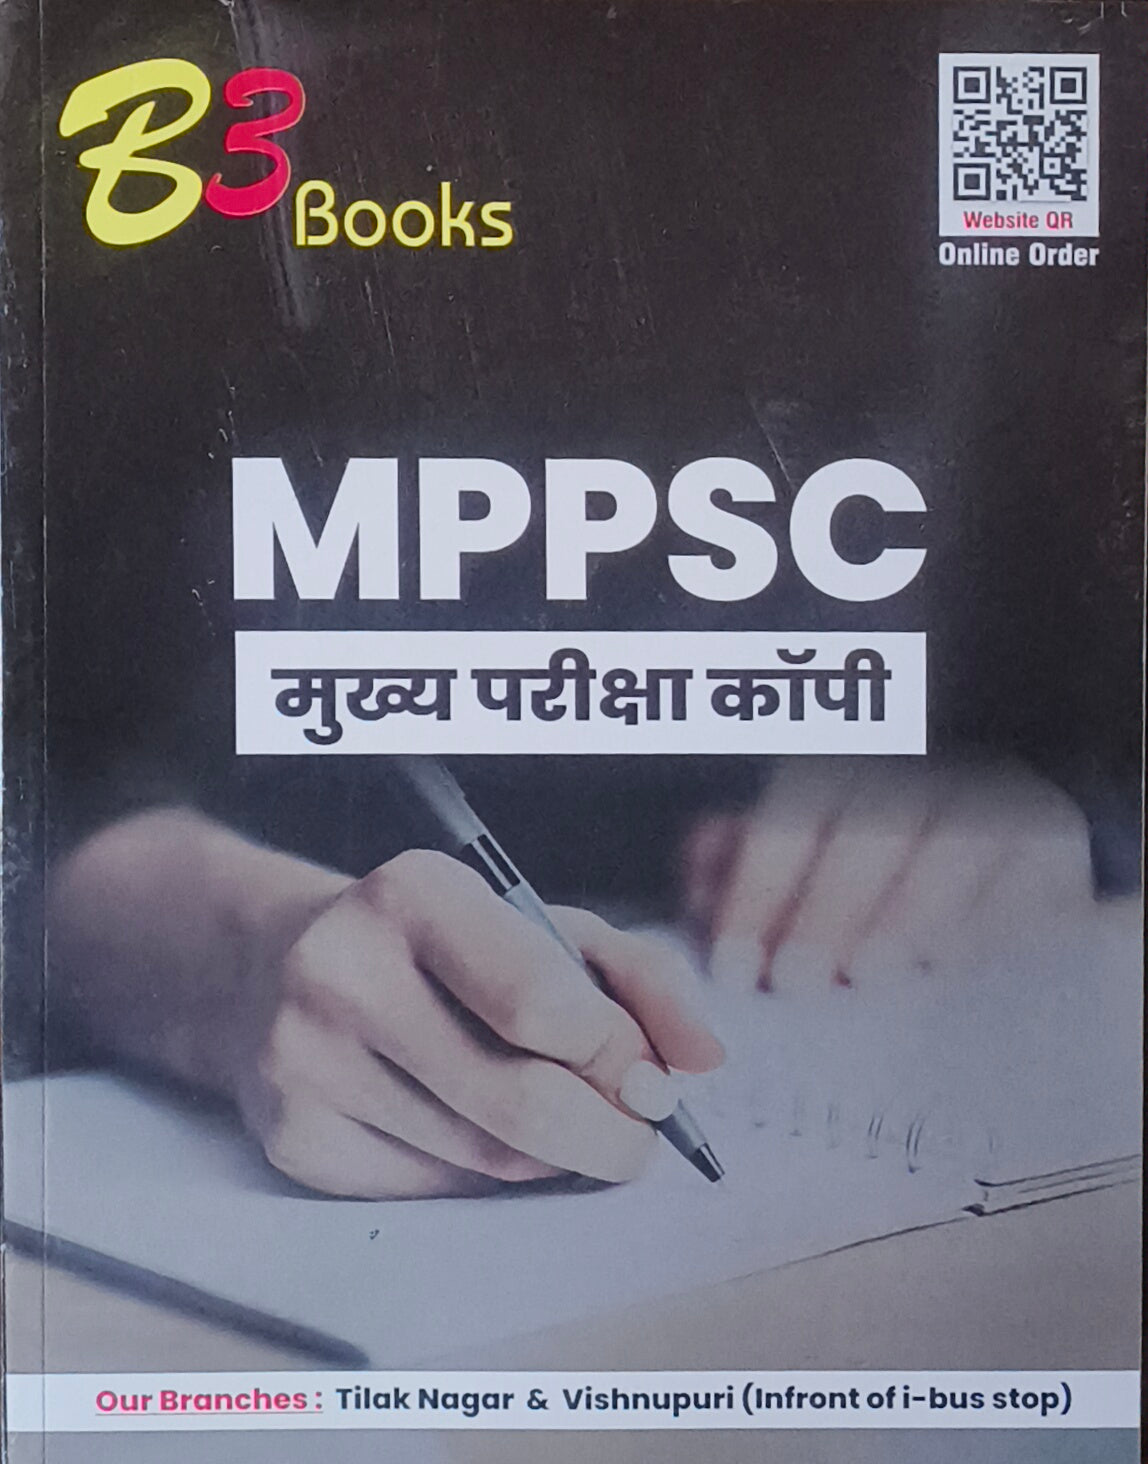 B3 Books
Website QR
Online Order
MPPSC
मुख्य परीक्षा कॉपी
Our Branches : Tilak Nagar & Vishnupuri (Infront of i-bus stop)